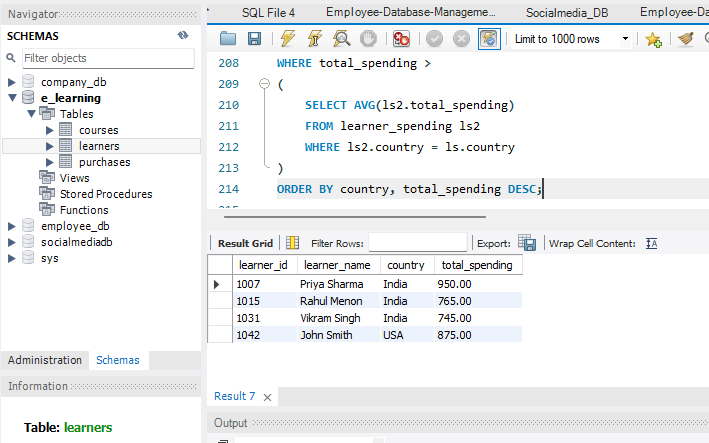 Navigator
SCHEMAS
Filter objects
company_db
e_learning
Tables
courses
learners
purchases
Views
Stored Procedures
Functions
employee_db
socialmediadb
sys
Administration Schemas
Information
Table: learners
SQL File 4 Employee-Database-Manageme... Socialmedia_DB Employee-D
Limit to 1000 rows
208 WHERE total_spending >
209 (
210 SELECT AVG(ls2.total_spending)
211 FROM learner_spending ls2
212 WHERE ls2.country = ls.country
213 )
214 ORDER BY country, total_spending DESC;
Result Grid Filter Rows: Export: Wrap Cell Content:
learner_id learner_name country total_spending
1007 Priya Sharma India 950.00
1015 Rahul Menon India 765.00
1031 Vikram Singh India 745.00
1042 John Smith USA 875.00
Result 7
Output